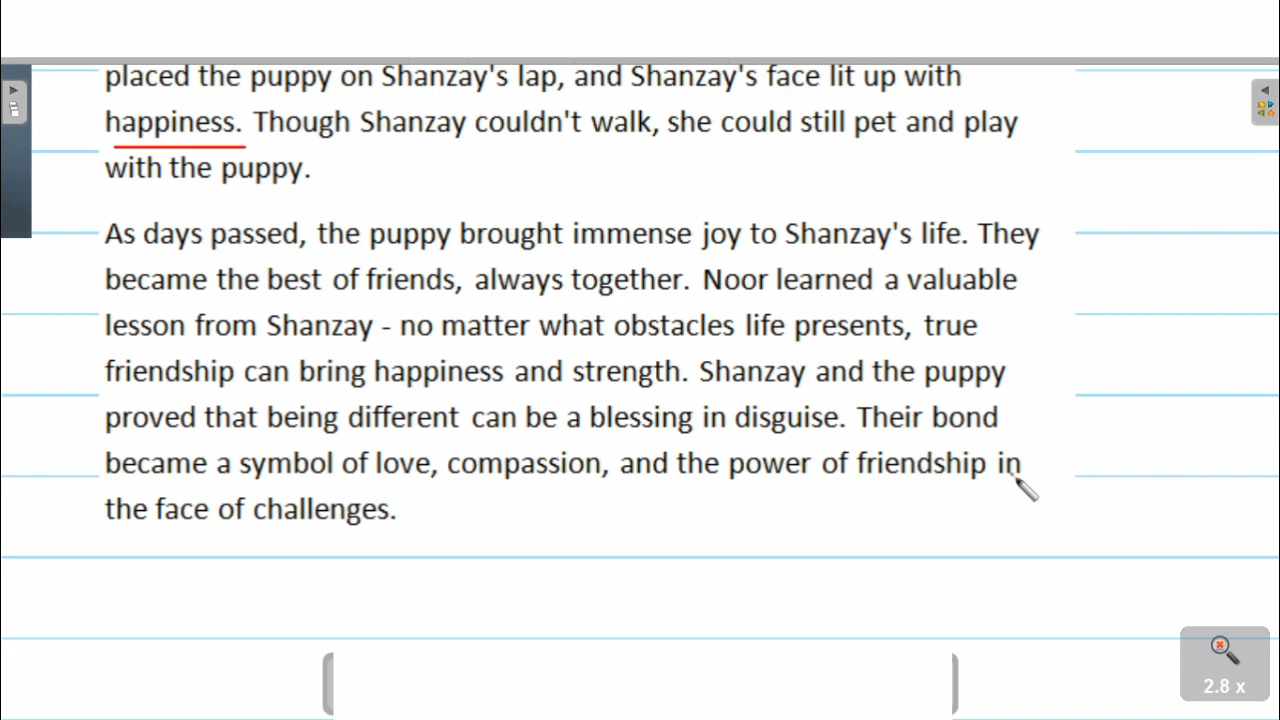 placed the puppy on Shanzay's lap, and Shanzay's face lit up with
happiness. Though Shanzay couldn't walk, she could still pet and play
with the puppy.
As days passed, the puppy brought immense joy to Shanzay's life. They
became the best of friends, always together. Noor learned a valuable
lesson from Shanzay - no matter what obstacles life presents, true
friendship can bring happiness and strength. Shanzay and the puppy
proved that being different can be a blessing in disguise. Their bond
became a symbol of love, compassion, and the power of friendship in
the face of challenges.
2.8 x